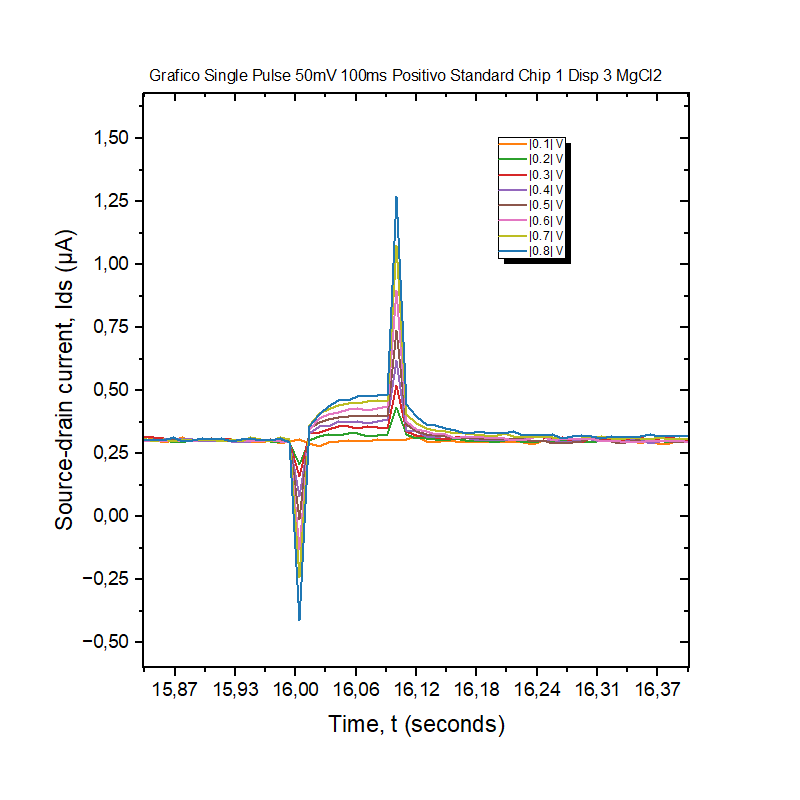 Grafico Single Pulse 50mV 100ms Positivo Standard Chip 1 Disp 3 MgCl2
|0.1| V
|0.2| V
|0.3| V
|0.4| V
|0.5| V
|0.6| V
|0.7| V
|0.8| V
Source-drain current, Ids (µA)
1,50
1,25
1,00
0,75
0,50
0,25
0,00
−0,25
−0,50
15,87 15,93 16,00 16,06 16,12 16,18 16,24 16,31 16,37
Time, t (seconds)